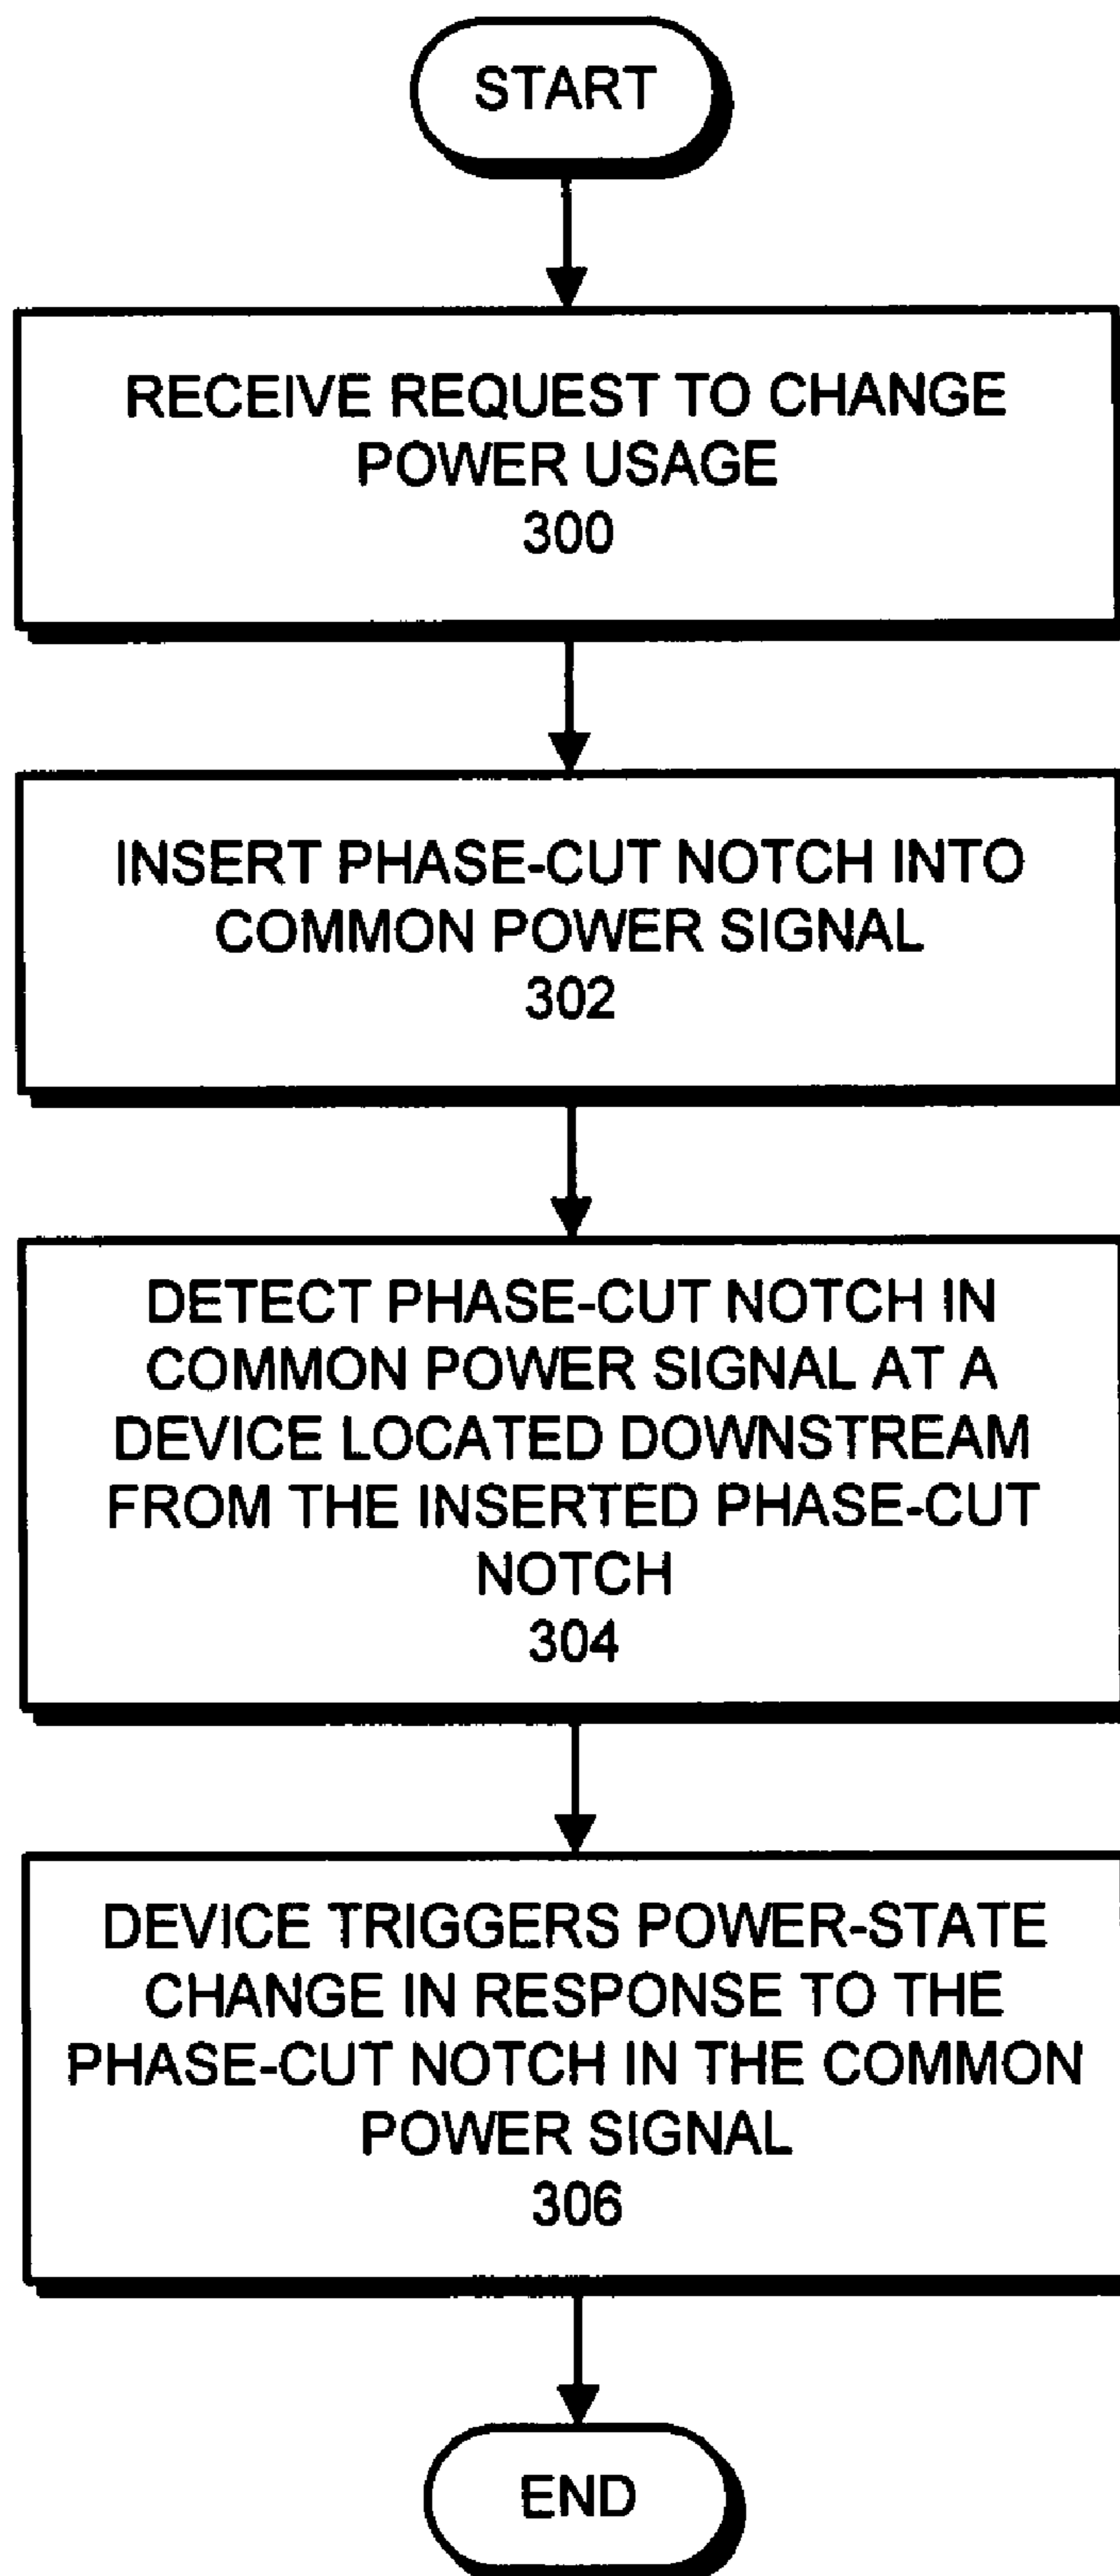 START
RECEIVE REQUEST TO CHANGE
POWER USAGE
300
INSERT PHASE-CUT NOTCH INTO
COMMON POWER SIGNAL
302
DETECT PHASE-CUT NOTCH IN
COMMON POWER SIGNAL AT A
DEVICE LOCATED DOWNSTREAM
FROM THE INSERTED PHASE-CUT
NOTCH
304
DEVICE TRIGGERS POWER-STATE
CHANGE IN RESPONSE TO THE
PHASE-CUT NOTCH IN THE COMMON
POWER SIGNAL
306
END